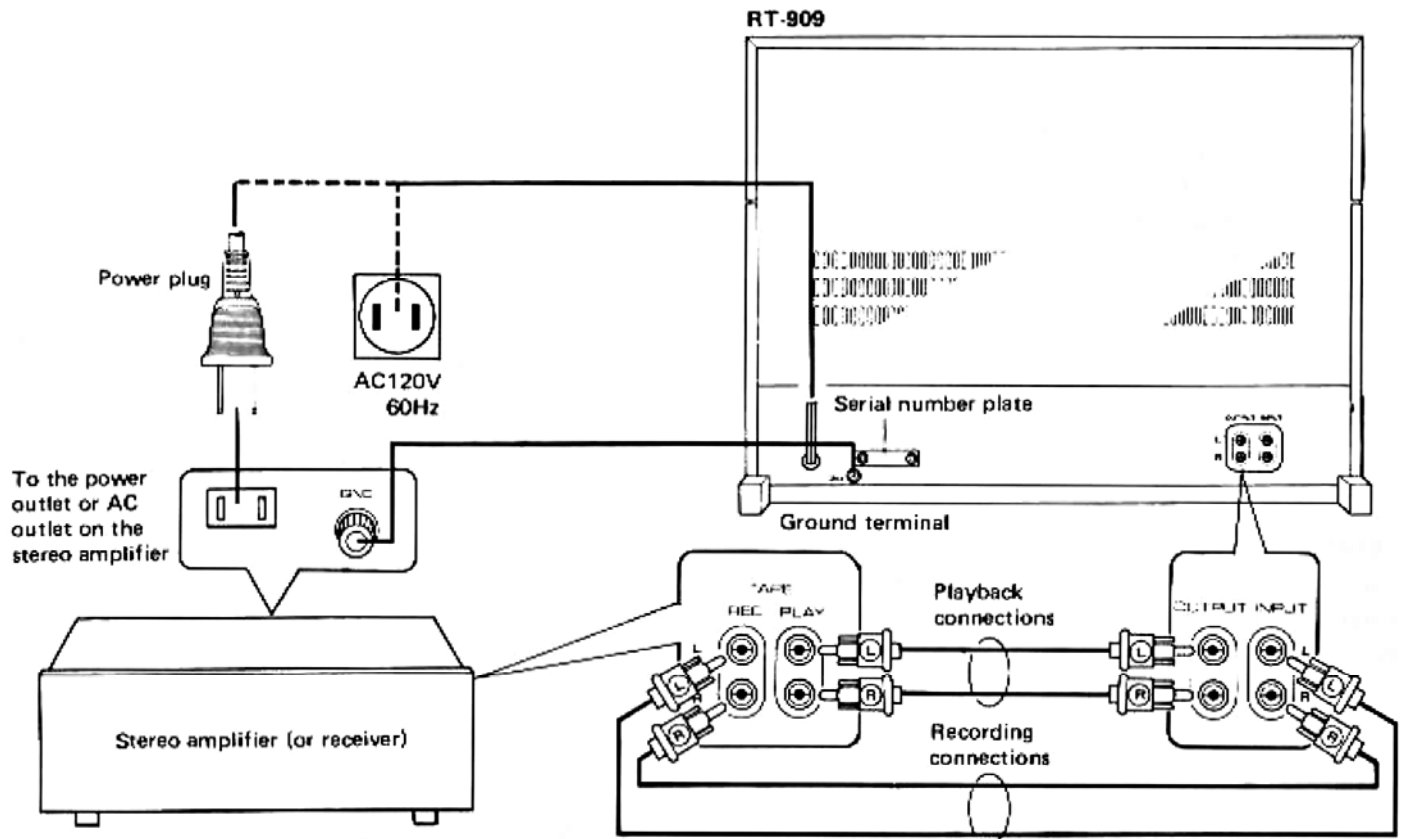 RT-909
Power plug
AC120V
60Hz
Serial number plate
L
R
To the power
outlet or AC
outlet on the
stereo amplifier
GND
Ground terminal
TAPE
REC PLAY
L
R
L
R
L
R
Playback
connections
L
R
OUTPUT INPUT
L
R
L
R
Stereo amplifier (or receiver)
Recording
connections